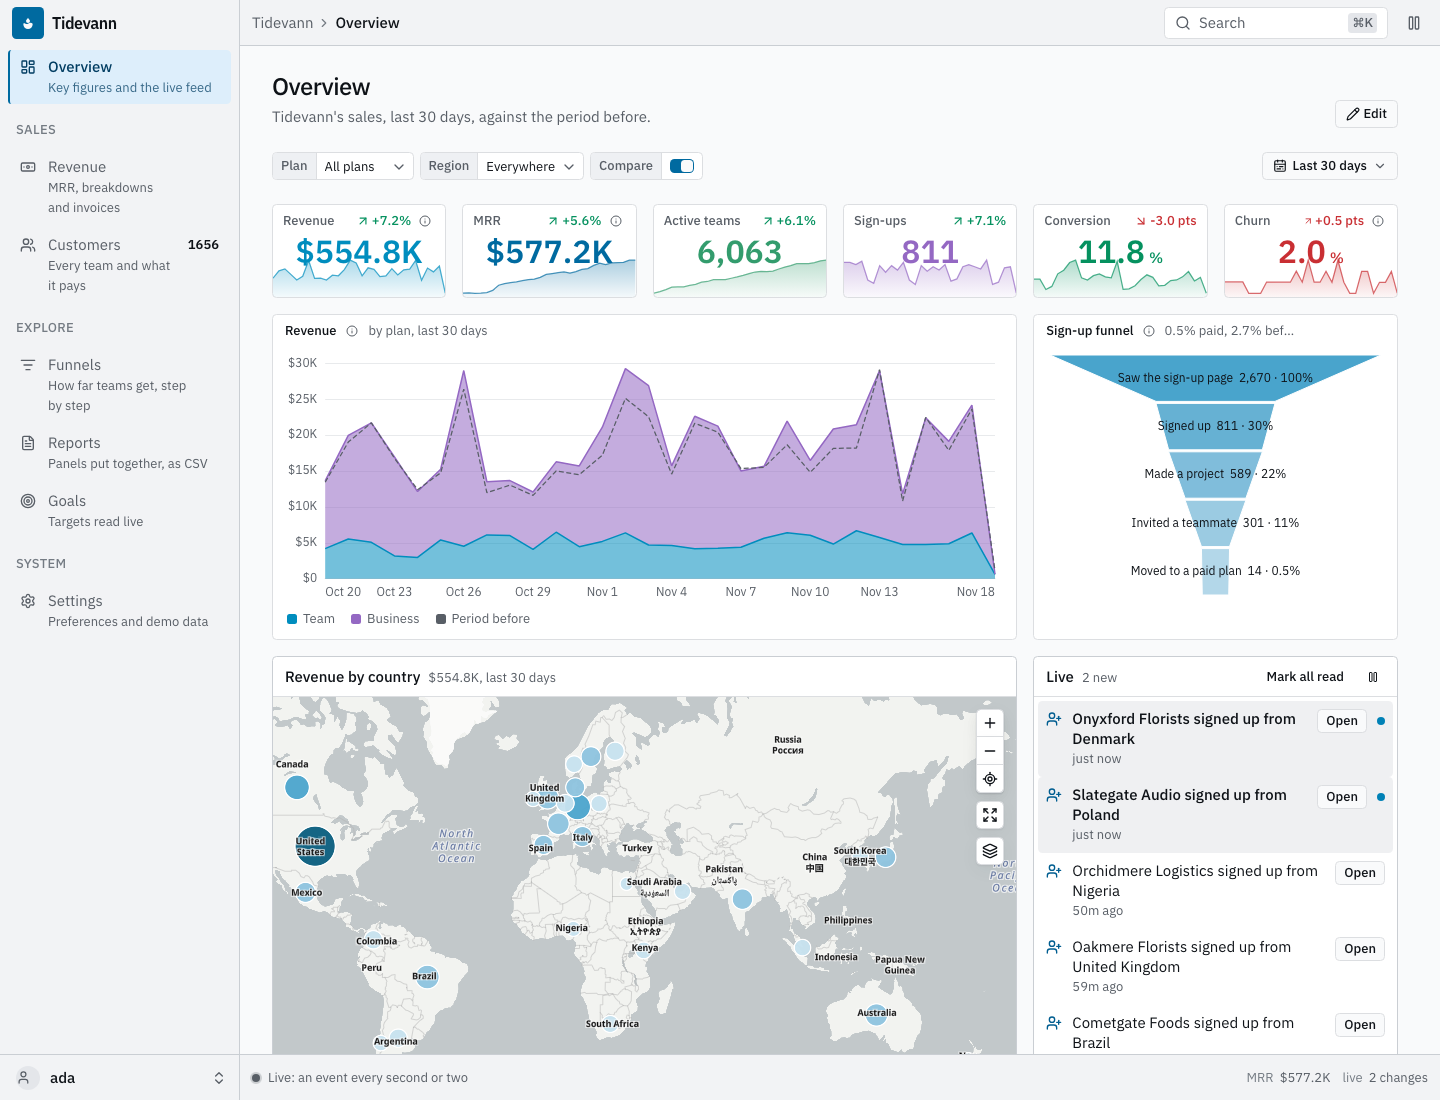 Tidevann
Overview
Key figures and the live feed
SALES
Revenue
MRR, breakdowns
and invoices
Customers
1656
Every team and what
it pays
EXPLORE
Funnels
How far teams get, step
by step
Reports
Panels put together, as CSV
Goals
Targets read live
SYSTEM
Settings
Preferences and demo data
ada
Tidevann
Overview
Search
⌘K
Overview
Tidevann's sales, last 30 days, against the period before.
Edit
Plan
All plans
Region
Everywhere
Compare
Last 30 days
Revenue
+7.2%
$554.8K
MRR
+5.6%
$577.2K
Active teams
+6.1%
6,063
Sign-ups
+7.1%
811
Conversion
-3.0 pts
11.8 %
Churn
+0.5 pts
2.0 %
Revenue
by plan, last 30 days
$30K
$25K
$20K
$15K
$10K
$5K
$0
Oct 20
Oct 23
Oct 26
Oct 29
Nov 1
Nov 4
Nov 7
Nov 10
Nov 13
Nov 18
Team
Business
Period before
Sign-up funnel
0.5% paid, 2.7% bef...
Saw the sign-up page 2,670 · 100%
Signed up 811 · 30%
Made a project 589 · 22%
Invited a teammate 301 · 11%
Moved to a paid plan 14 · 0.5%
Revenue by country
$554.8K, last 30 days
Russia
Россия
Canada
United
Kingdom
North
Atlantic
Ocean
United
States
Spain
Italy
Turkey
China
中国
South Korea
대한민국
Pakistan
پاکستان
Saudi Arabia
السعودية
Mexico
Nigeria
Ethiopia
ኢትዮጵያ
Kenya
Philippines
Colombia
Peru
Brazil
Indonesia
Papua New
Guinea
Australia
South Africa
Argentina
Live
2 new
Mark all read
Onyxford Florists signed up from
Denmark
just now
Open
Slategate Audio signed up from
Poland
just now
Open
Orchidmere Logistics signed up from
Nigeria
50m ago
Open
Oakmere Florists signed up from
United Kingdom
59m ago
Open
Cometgate Foods signed up from
Brazil
Open
Live: an event every second or two
MRR $577.2K
live 2 changes